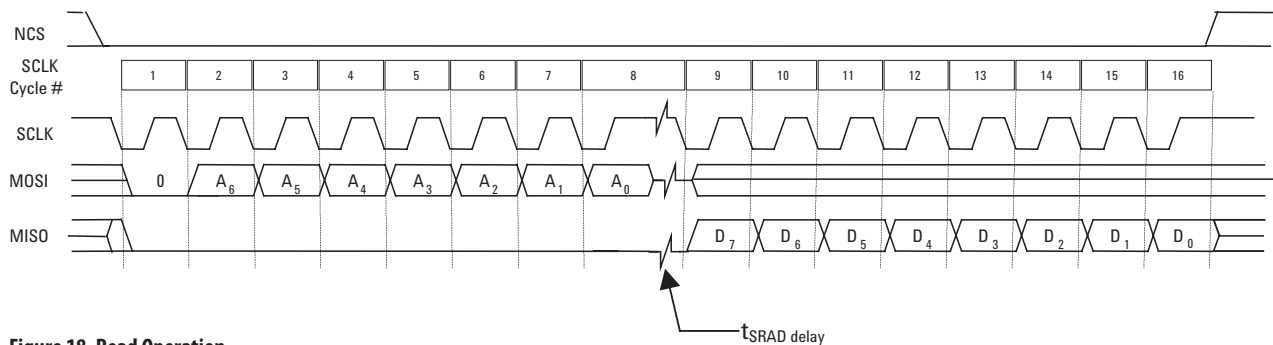 NCS
SCLK
Cycle #
1 2 3 4 5 6 7 8 9 10 11 12 13 14 15 16
SCLK
MOSI 0 A6 A5 A4 A3 A2 A1 A0
MISO D7 D6 D5 D4 D3 D2 D1 D0
tSRAD delay
Figure 18. Read Operation